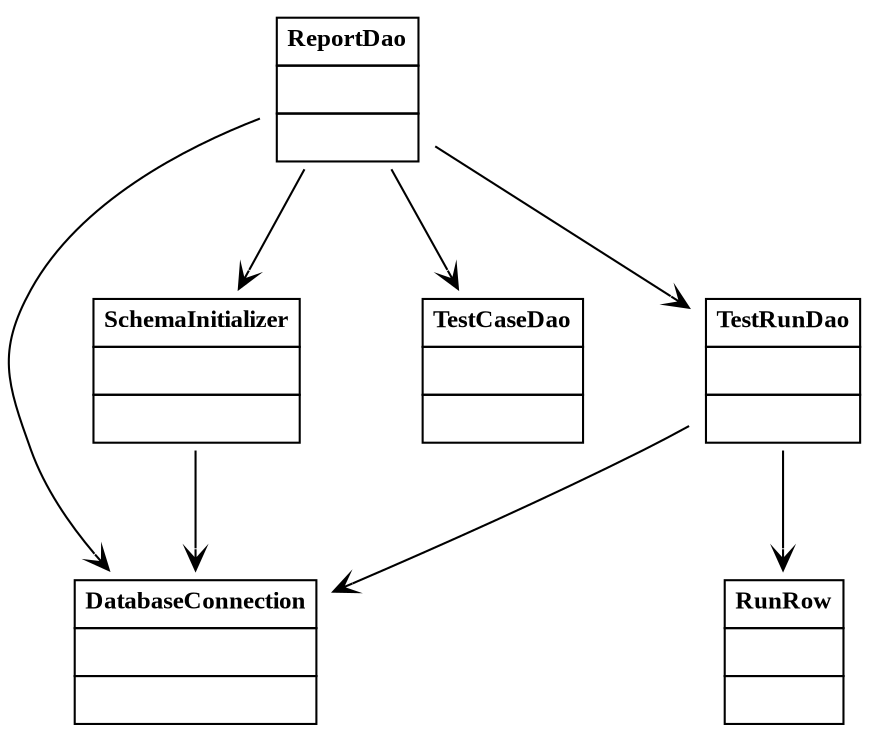 ReportDao
SchemaInitializer
TestCaseDao
TestRunDao
DatabaseConnection
RunRow